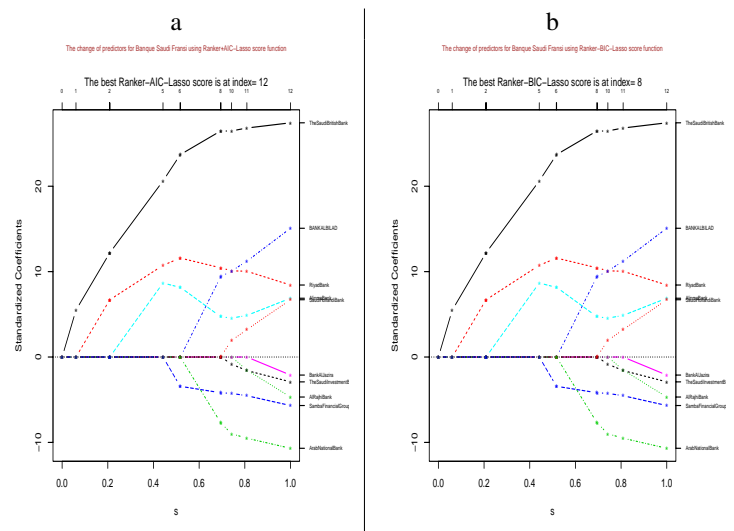 a
The change of predictors for Banque Saudi Fransi using Ranker+AIC−Lasso score function
The best Ranker−AIC−Lasso score is at index= 12
0 1 5 6 8 10 11 12
Standardized Coefficients
20
10
0
−10
TheSaudiBritishBank
BANKALBILAD
RiyadBank
BankAlJazira
AlRajhiBank
SambaFinancialGroup
ArabNationalBank
0.0 0.2 0.4 0.6 0.8 1.0
s
b
The change of predictors for Banque Saudi Fransi using Ranker−BIC−Lasso score function
The best Ranker−BIC−Lasso score is at index= 8
0 1 2 5 6 8 10 11 12
Standardized Coefficients
20
10
0
−10
TheSaudiBritishBank
BANKALBILAD
RiyadBank
BankAlJazira
TheSaudiInvestmentB
AlRajhiBank
SambaFinancialGroup
ArabNationalBank
0.0 0.2 0.4 0.6 0.8 1.0
s